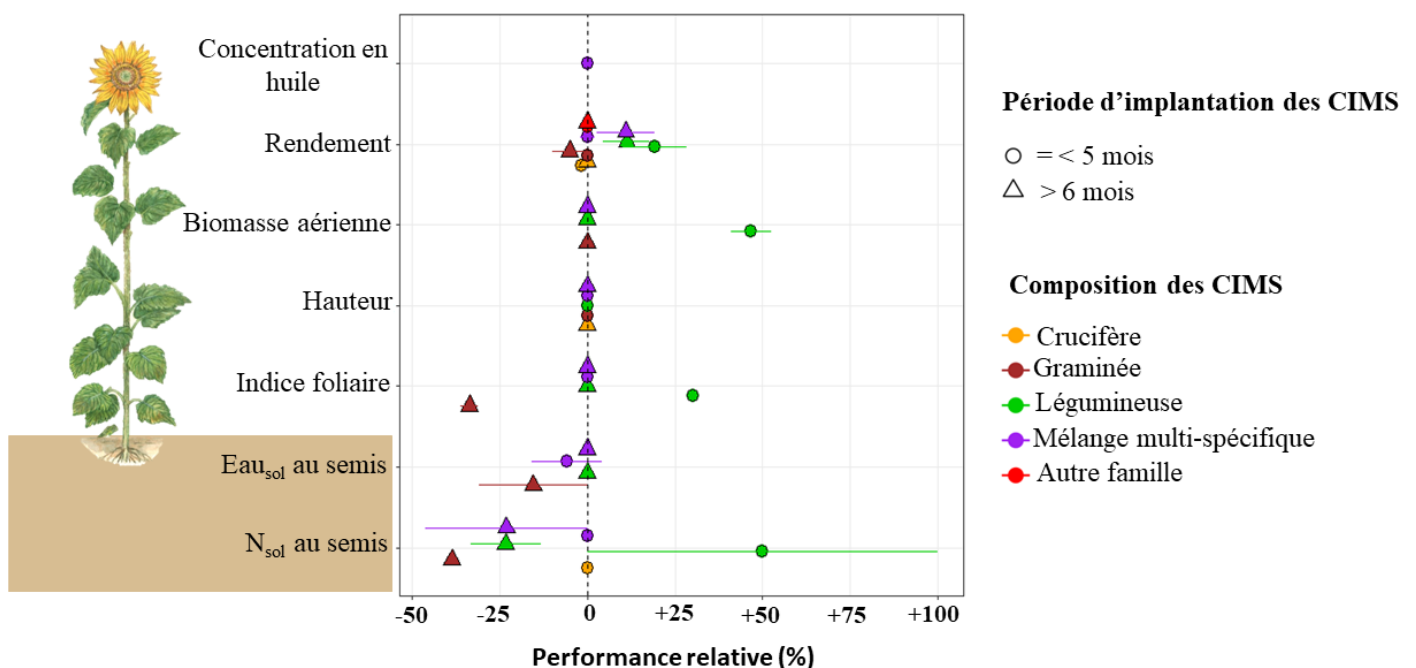 Concentration en
huile
Rendement
Biomasse aérienne
Hauteur
Indice foliaire
Eausol au semis
Nsol au semis
-50 -25 0 +25 +50 +75 +100
Performance relative (%)
Période d’implantation des CIMS
= < 5 mois
> 6 mois
Composition des CIMS
Crucifère
Graminée
Légumineuse
Mélange multi-spécifique
Autre famille